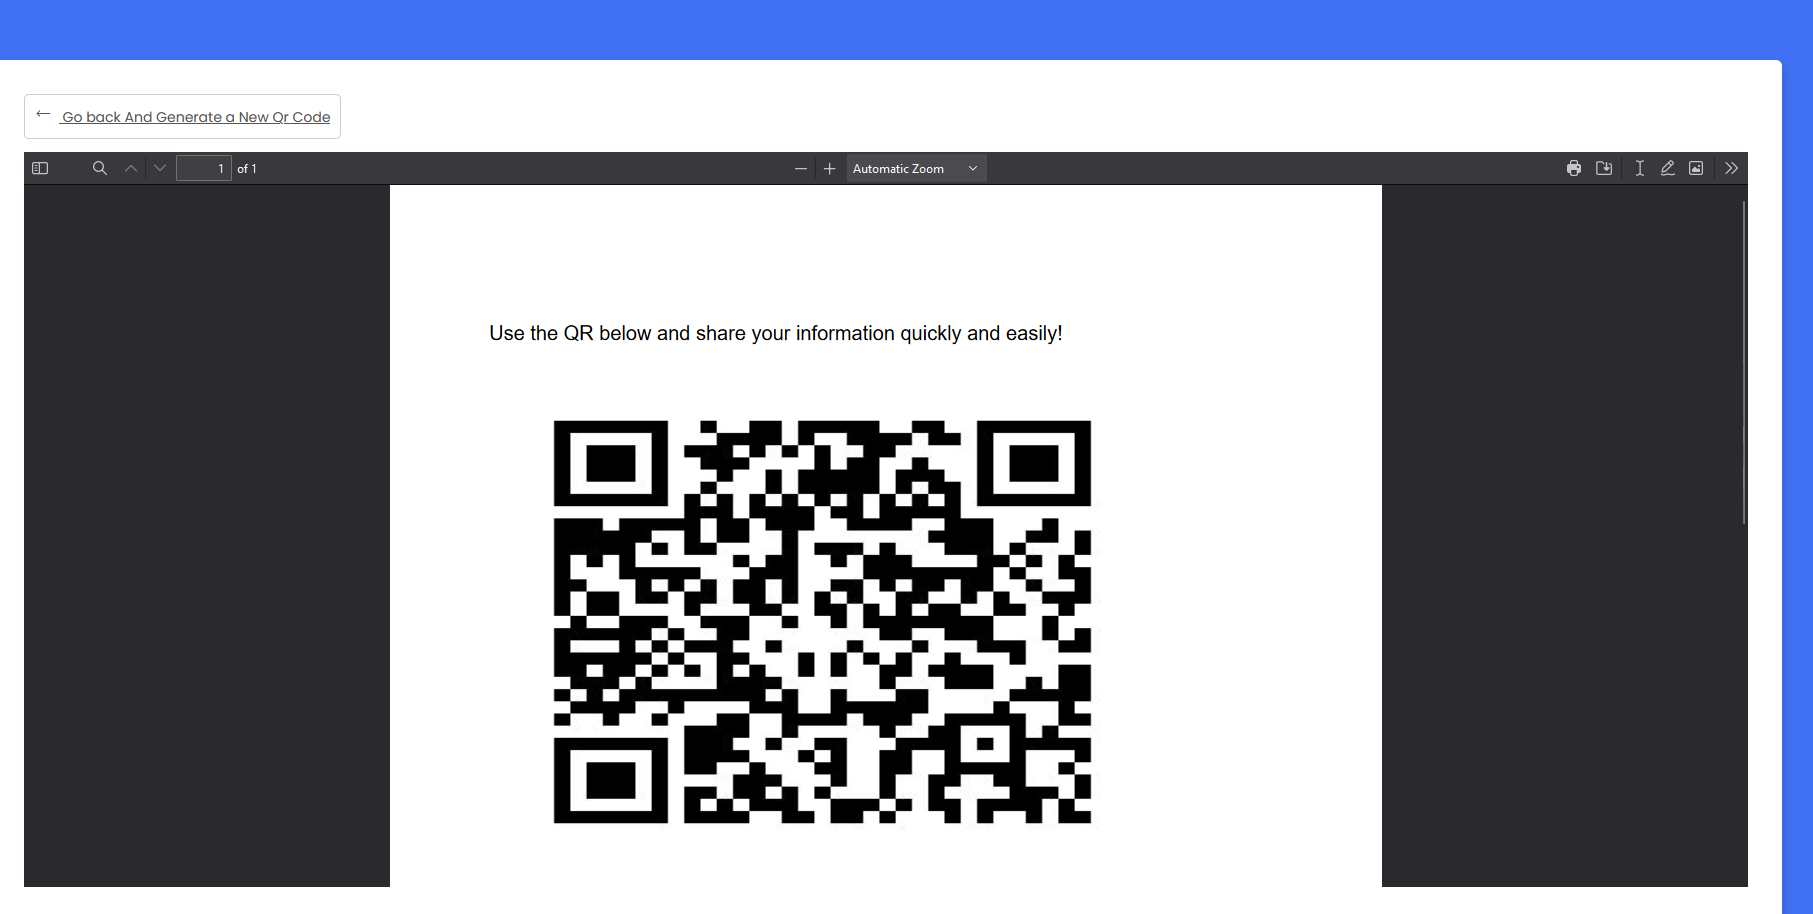 Go back And Generate a New Qr Code
1 of 1
Automatic Zoom
Use the QR below and share your information quickly and easily!